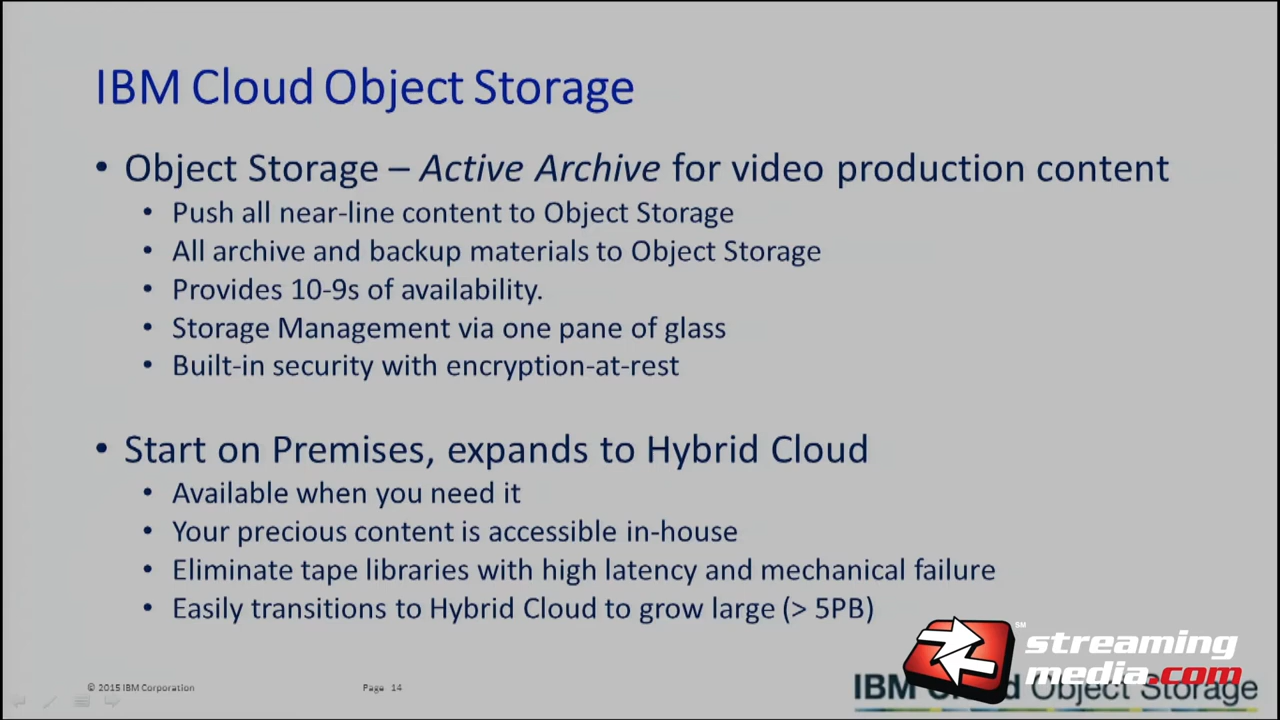 IBM Cloud Object Storage
• Object Storage – Active Archive for video production content
• Push all near-line content to Object Storage
• All archive and backup materials to Object Storage
• Provides 10-9s of availability.
• Storage Management via one pane of glass
• Built-in security with encryption-at-rest
• Start on Premises, expands to Hybrid Cloud
• Available when you need it
• Your precious content is accessible in-house
• Eliminate tape libraries with high latency and mechanical failure
• Easily transitions to Hybrid Cloud to grow large (> 5PB)
SM
streaming
media.com
© 2015 IBM Corporation
Page 14
IBM Cloud Object Storage